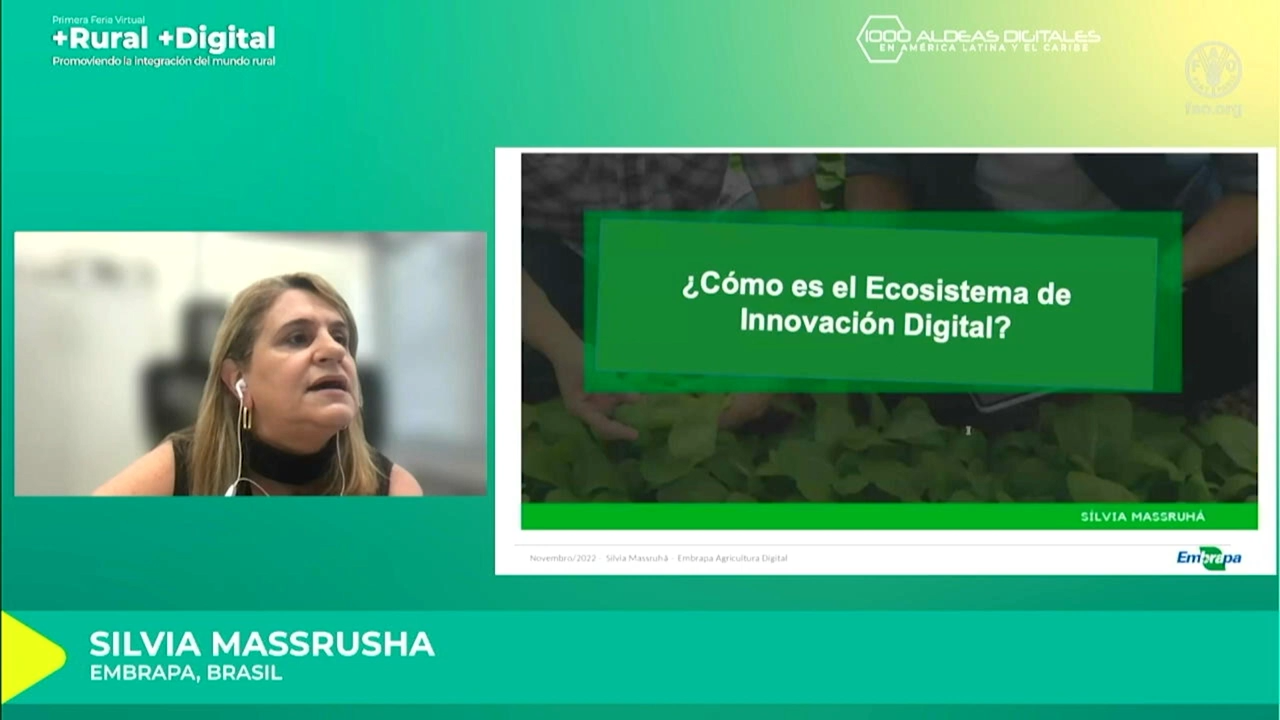 Primera Feria Virtual
+Rural +Digital
Promoviendo la integración del mundo rural
1000 ALDEAS DIGITALES
EN AMÉRICA LATINA Y EL CARIBE
FAO
fao.org
¿Cómo es el Ecosistema de
Innovación Digital?
SÍLVIA MASSRUHÁ
Novembro/2022 - Silvia Massruhá - Embrapa Agricultura Digital
Embrapa
SILVIA MASSRUSHA
EMBRAPA, BRASIL